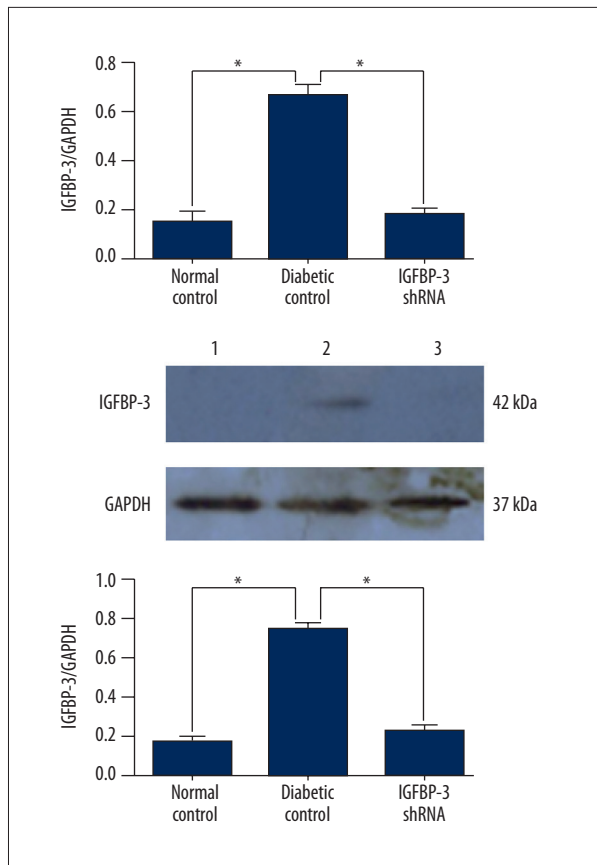 IGFBP-3/GAPDH
0.8
0.6
0.4
0.2
0.0
* *
Normal control
Diabetic control
IGFBP-3 shRNA
1 2 3
IGFBP-3 42 kDa
GAPDH 37 kDa
IGFBP-3/GAPDH
1.0
0.8
0.6
0.4
0.2
0.0
* *
Normal control
Diabetic control
IGFBP-3 shRNA